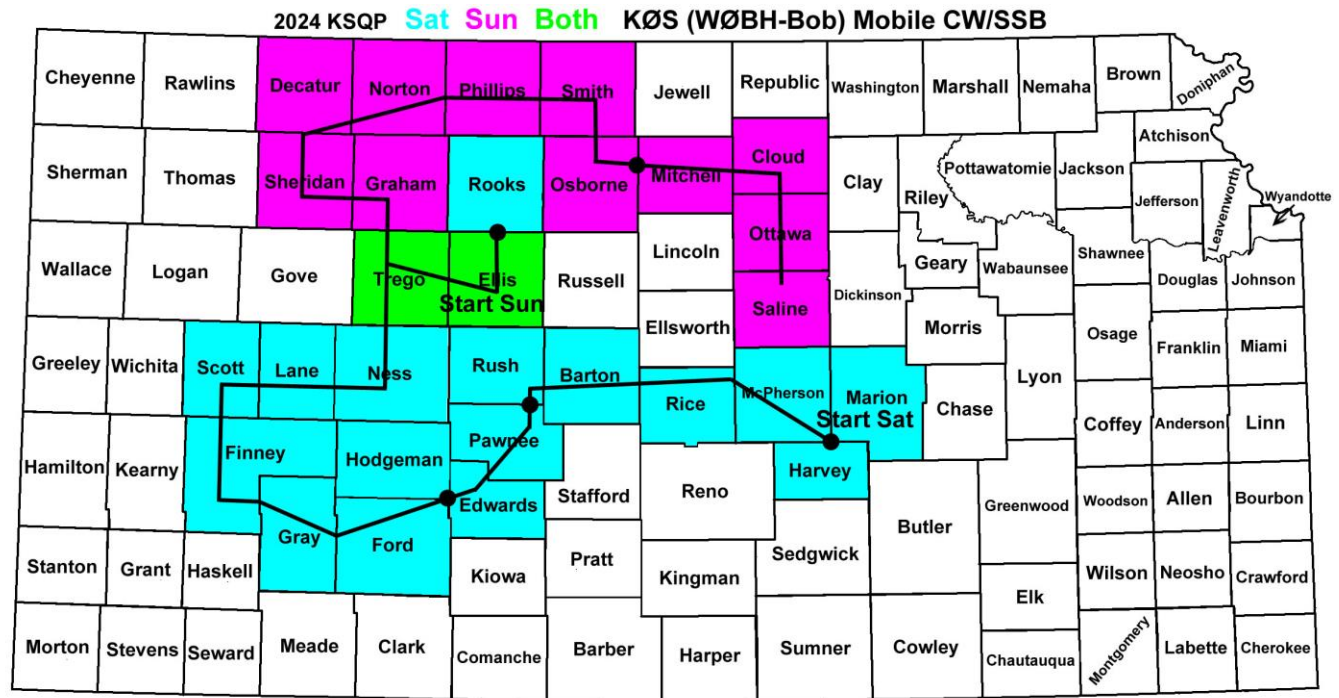 2024 KSQP Sat Sun Both KØS (WØBH-Bob) Mobile CW/SSB
Cheyenne Rawlins Decatur Norton Phillips Smith Jewell Republic Washington Marshall Nemaha Brown Doniphan
Atchison
Sherman Thomas Sheridan Graham Rooks Osborne Mitchell Cloud Clay Riley Pottawatomie Jackson Jefferson Leavenworth Wyandotte
Wallace Logan Gove Trego Ellis Russell Lincoln Ottawa Geary Wabaunsee Shawnee Douglas Johnson
Start Sun
Ellsworth Saline Dickinson Morris Osage Franklin Miami
Greeley Wichita Scott Lane Ness Rush Barton Rice McPherson Marion Chase Lyon Coffey Anderson Linn
Start Sat
Hamilton Kearny Finney Hodgeman Pawnee Edwards Stafford Reno Harvey Butler Greenwood Woodson Allen Bourbon
Stanton Grant Haskell Gray Ford Kiowa Pratt Kingman Sedgwick Elk Wilson Neosho Crawford
Morton Stevens Seward Meade Clark Comanche Barber Harper Sumner Cowley Chautauqua Montgomery Labette Cherokee